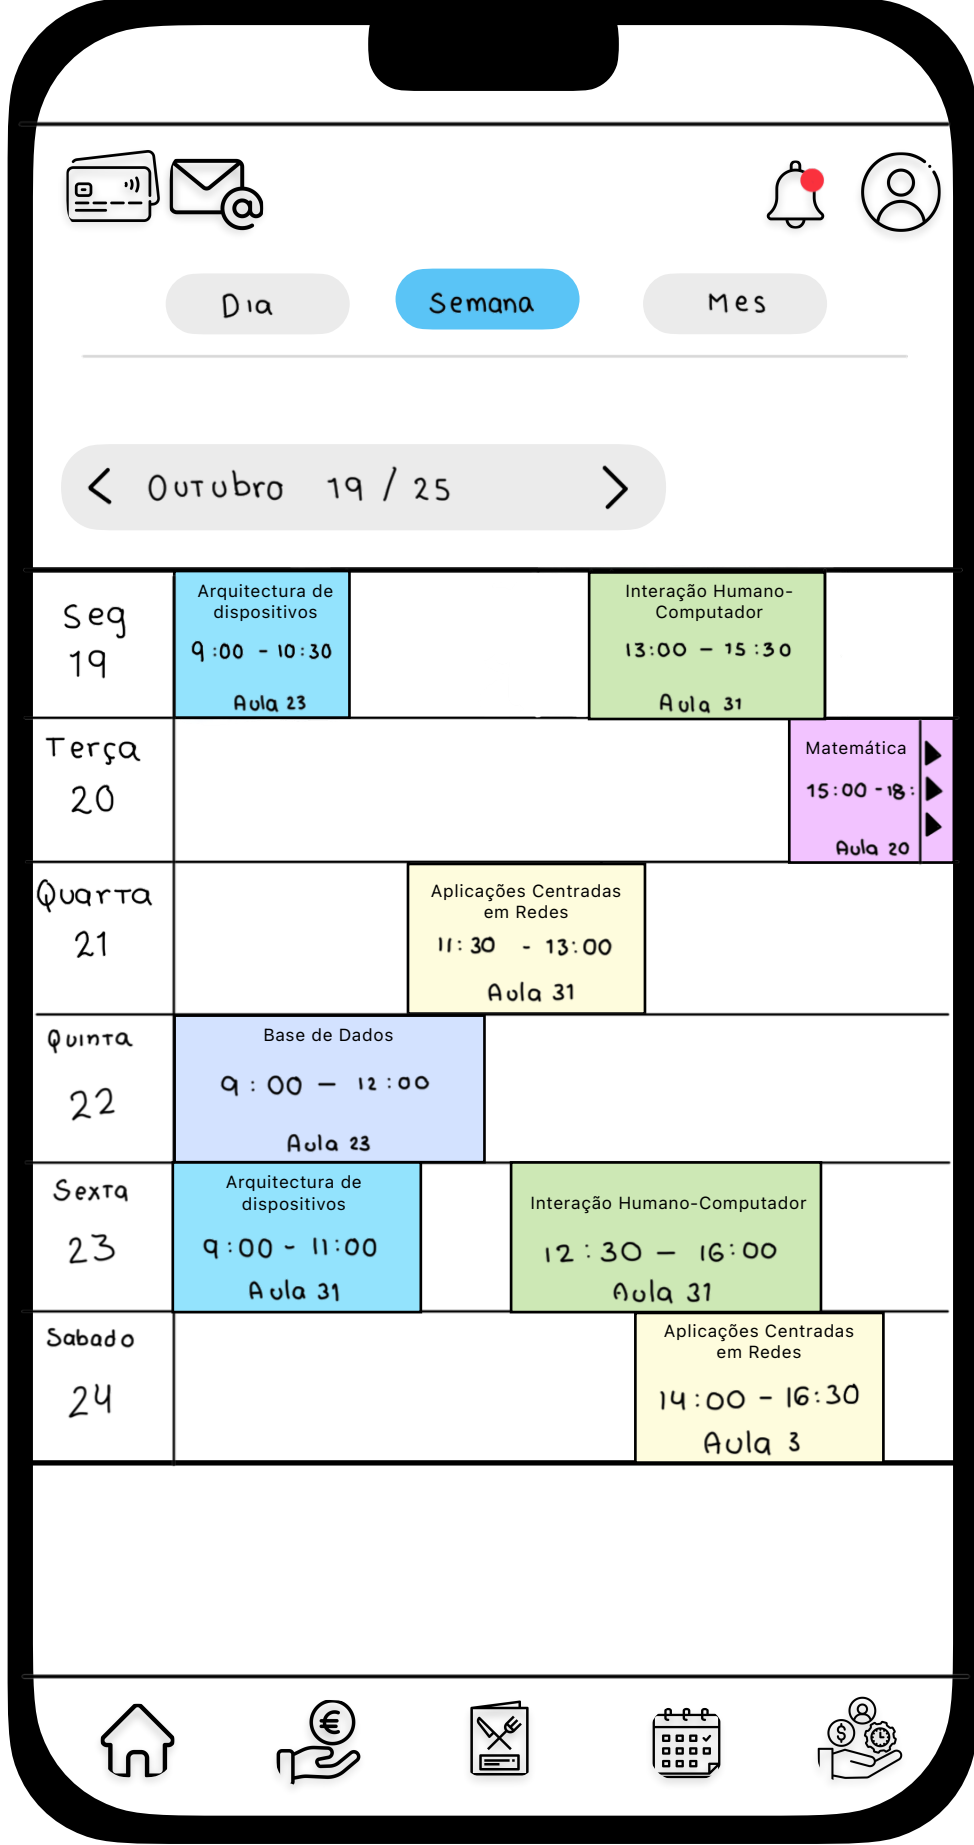 Dia
Semana
Mes
Outubro 19 / 25
Seg
19
Arquitectura de
dispositivos
9:00 - 10:30
Aula 23
Interação Humano-
Computador
13:00 - 15:30
Aula 31
Terça
20
Matemática
15:00 - 18:
Aula 20
Quarta
21
Aplicações Centradas
em Redes
11:30 - 13:00
Aula 31
Quinta
22
Base de Dados
9:00 - 12:00
Aula 23
Sexta
23
Arquitectura de
dispositivos
9:00 - 11:00
Aula 31
Interação Humano-Computador
12:30 - 16:00
Aula 31
Sabado
24
Aplicações Centradas
em Redes
14:00 - 16:30
Aula 3